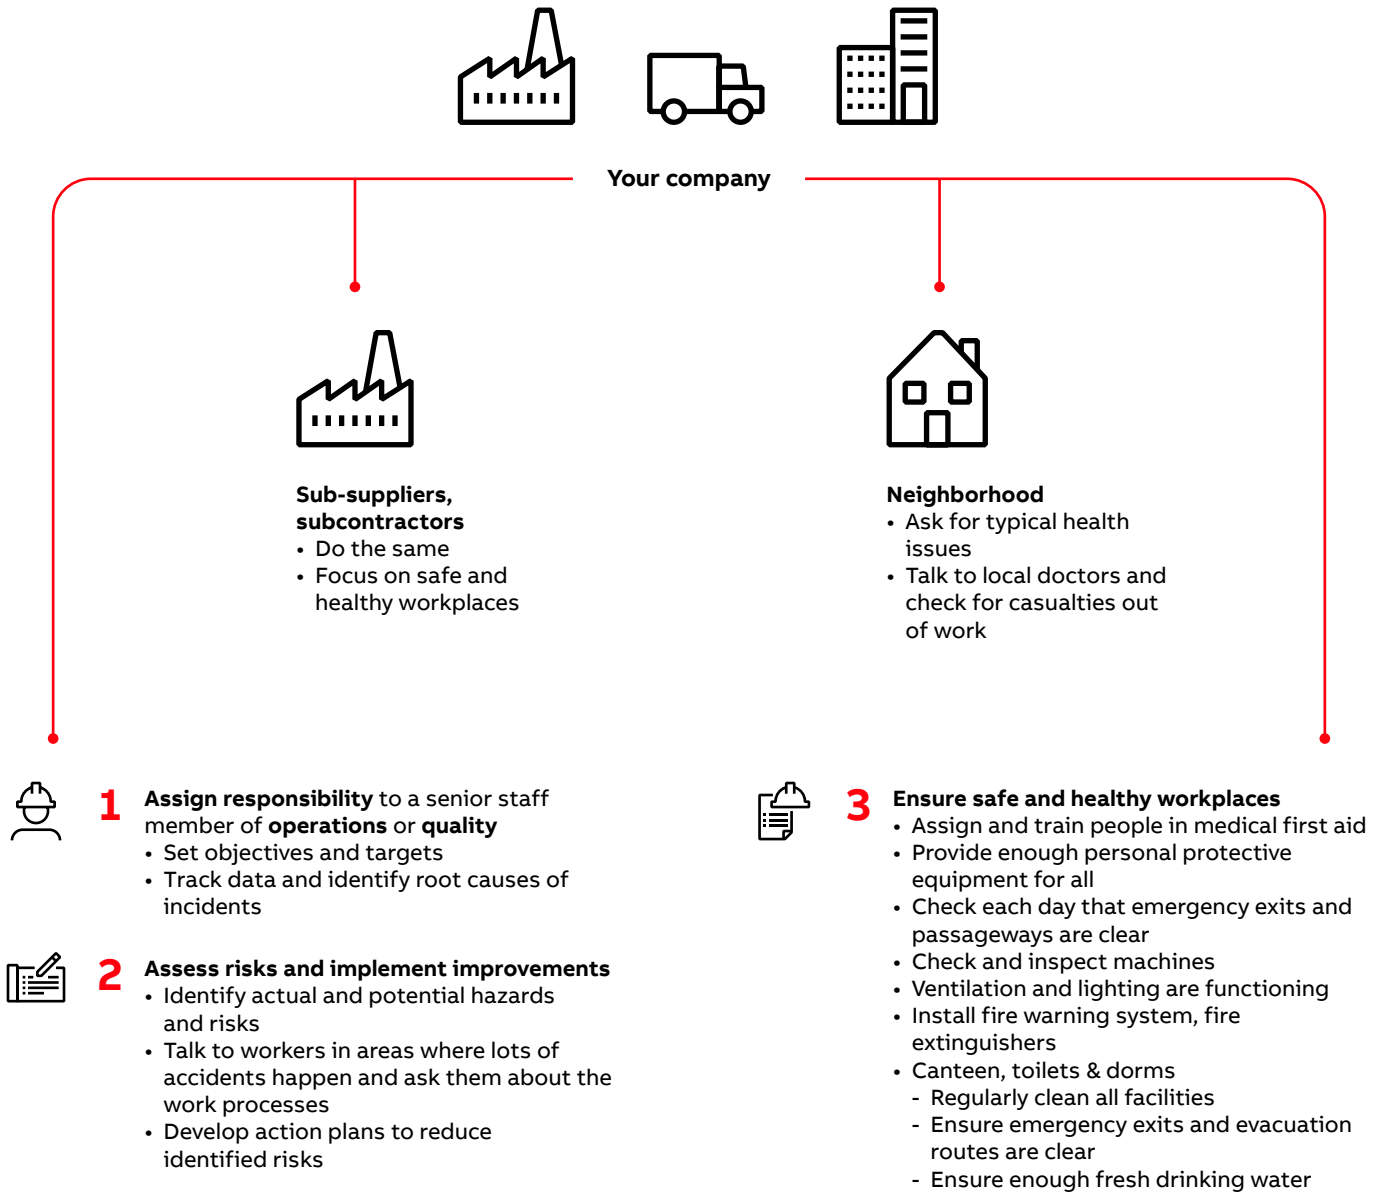 Your company
Sub-suppliers,
subcontractors
• Do the same
• Focus on safe and
healthy workplaces
Neighborhood
• Ask for typical health
issues
• Talk to local doctors and
check for casualties out
of work
1 Assign responsibility to a senior staff
member of operations or quality
• Set objectives and targets
• Track data and identify root causes of
incidents
2 Assess risks and implement improvements
• Identify actual and potential hazards
and risks
• Talk to workers in areas where lots of
accidents happen and ask them about the
work processes
• Develop action plans to reduce
identified risks
3 Ensure safe and healthy workplaces
• Assign and train people in medical first aid
• Provide enough personal protective
equipment for all
• Check each day that emergency exits and
passageways are clear
• Check and inspect machines
• Ventilation and lighting are functioning
• Install fire warning system, fire
extinguishers
• Canteen, toilets & dorms
- Regularly clean all facilities
- Ensure emergency exits and evacuation
routes are clear
- Ensure enough fresh drinking water